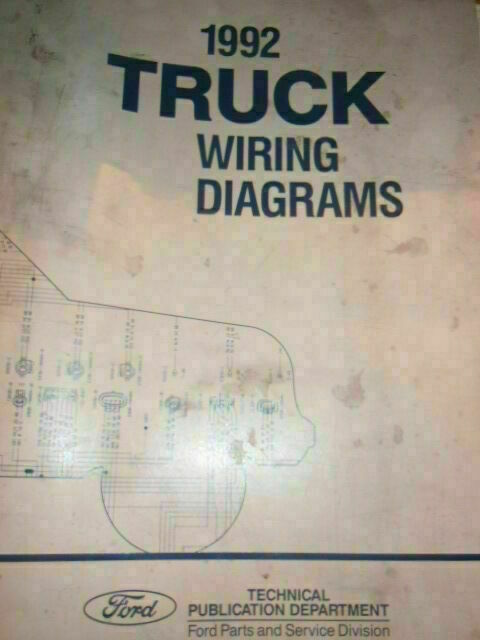 1992
TRUCK
WIRING
DIAGRAMS
Ford
TECHNICAL
PUBLICATION DEPARTMENT
Ford Parts and Service Division